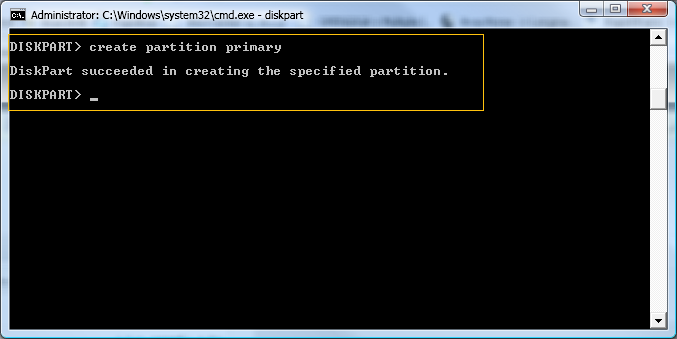 Administrator: C:\Windows\system32\cmd.exe - diskpart
DISKPART> create partition primary
DiskPart succeeded in creating the specified partition.
DISKPART>